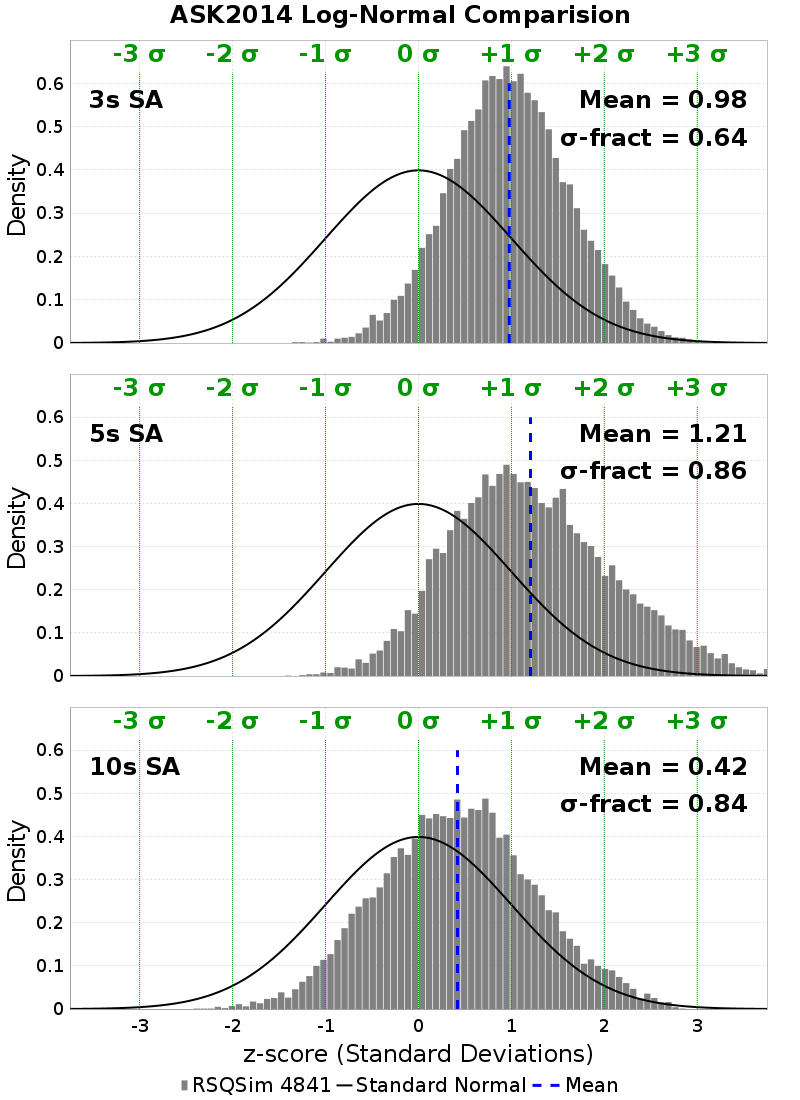 ASK2014 Log-Normal Comparision
-3 σ -2 σ -1 σ 0 σ +1 σ +2 σ +3 σ
3s SA
Mean = 0.98
σ-fract = 0.64
0.6
0.5
0.4
0.3
0.2
0.1
0
Density
-3 σ -2 σ -1 σ 0 σ +1 σ +2 σ +3 σ
5s SA
Mean = 1.21
σ-fract = 0.86
0.6
0.5
0.4
0.3
0.2
0.1
0
Density
-3 σ -2 σ -1 σ 0 σ +1 σ +2 σ +3 σ
10s SA
Mean = 0.42
σ-fract = 0.84
0.6
0.5
0.4
0.3
0.2
0.1
0
Density
-3 -2 -1 0 1 2 3
z-score (Standard Deviations)
RSQSim 4841 Standard Normal Mean